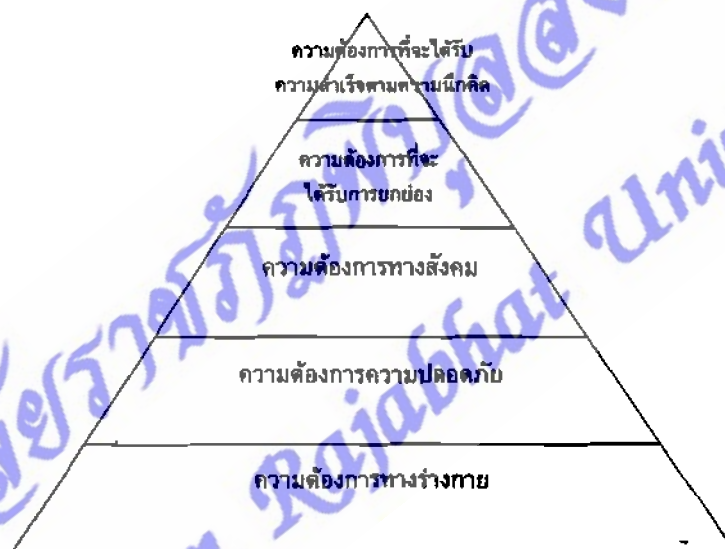 ความต้องการที่จะได้รับ
ความสำเร็จตามความนึกคิด
ความต้องการที่จะ
ได้รับการยกย่อง
ความต้องการทางสังคม
ความต้องการความปลอดภัย
ความต้องการทางร่างกาย
Rajabhat